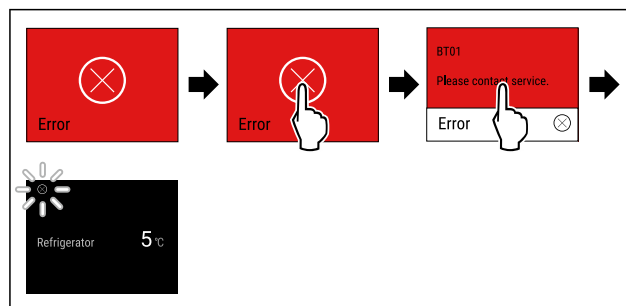 Error
Error
BT01
Please contact service.
Error
Refrigerator 5 °C